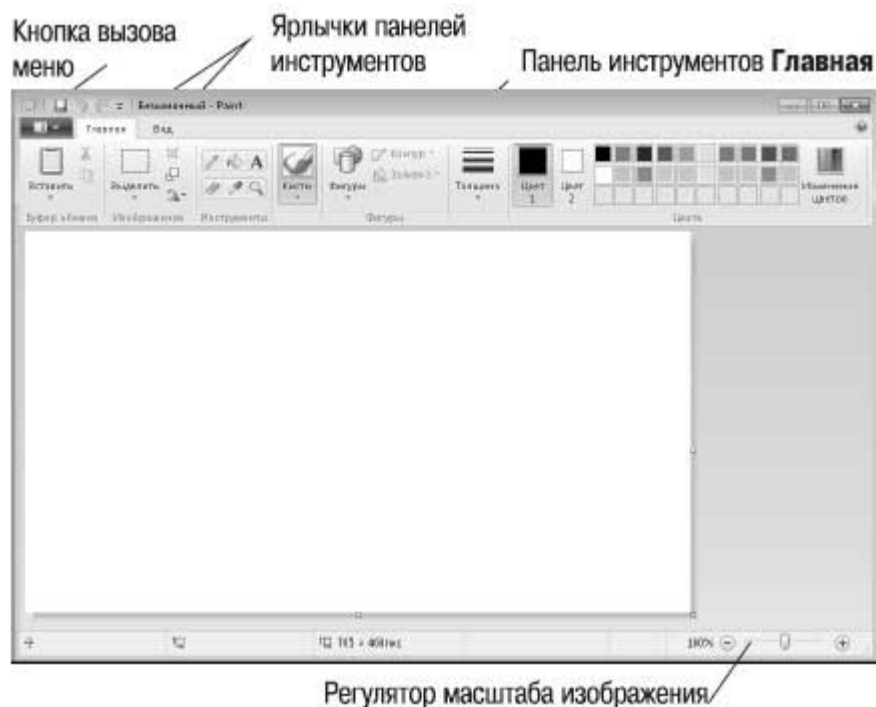 Кнопка вызова
меню
Ярлычки панелей
инструментов
Панель инструментов Главная
Безымянный - Paint
Главная Вид
Вставить
Выделить
A
Кисти
Фигуры
Контур
Заливка
Толщина
Цвет
1
Цвет
2
Изменение
цветов
Буфер обмена Изображение Инструменты Фигуры Цвета
100%
Регулятор масштаба изображения